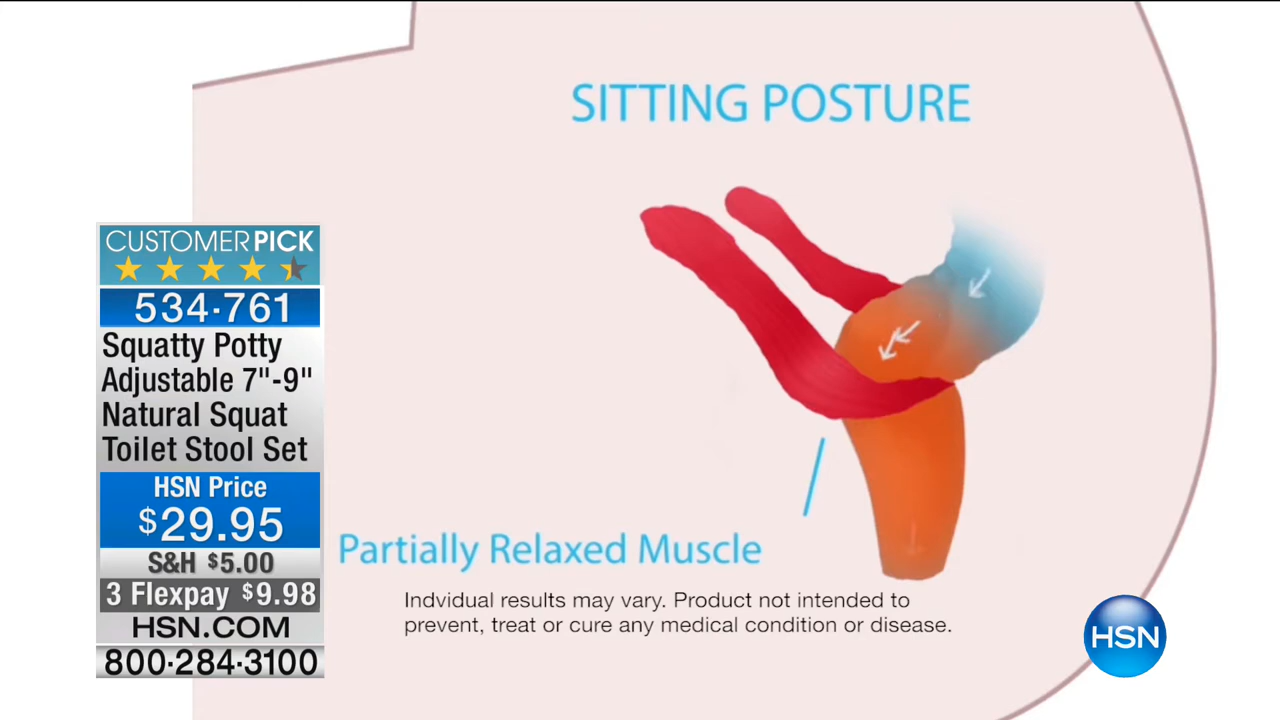 SITTING POSTURE
CUSTOMER PICK
534·761
Squatty Potty
Adjustable 7"-9"
Natural Squat
Toilet Stool Set
HSN Price
$29.95
S&H $5.00
3 Flexpay $9.98
HSN.COM
800·284·3100
Partially Relaxed Muscle
Indvidual results may vary. Product not intended to
prevent, treat or cure any medical condition or disease.
HSN